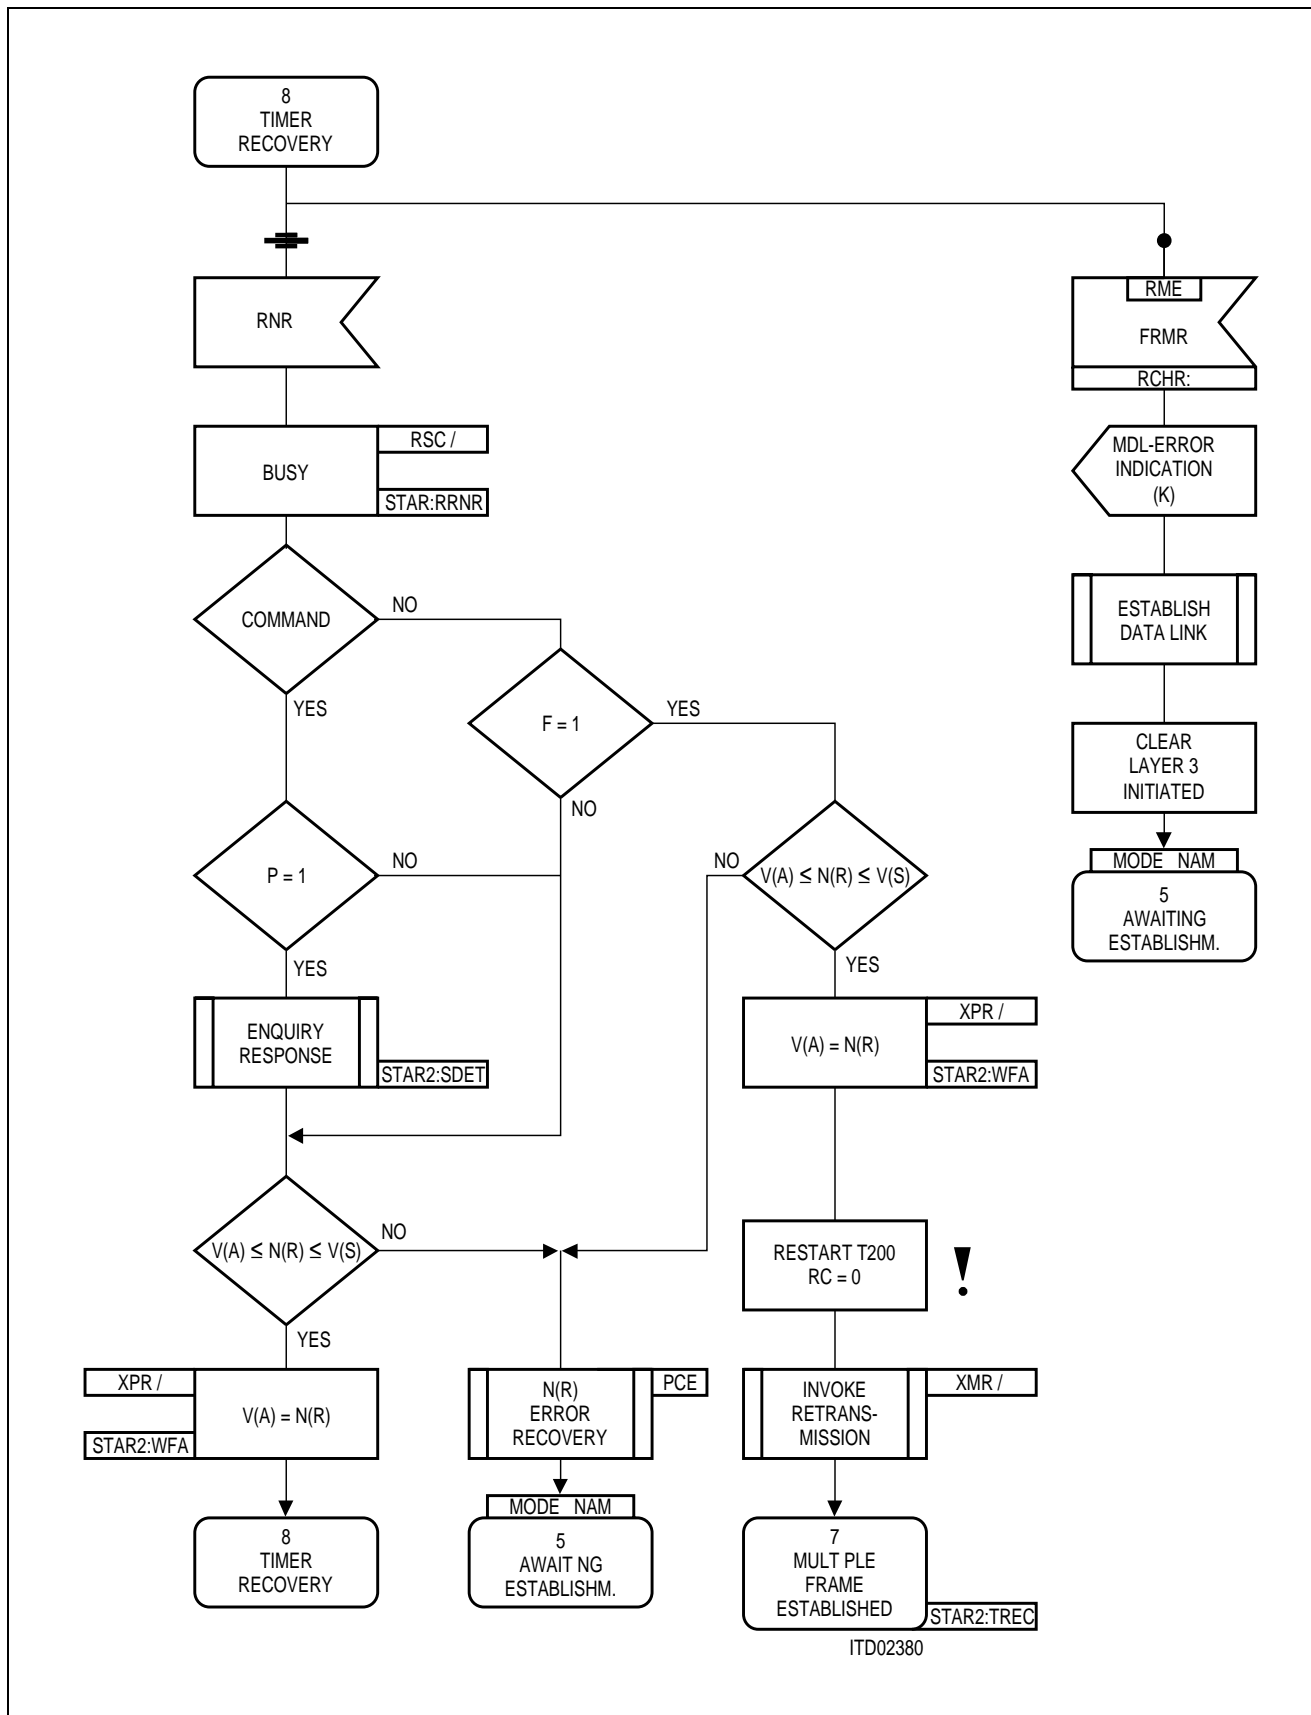 8
TIMER
RECOVERY
RNR
RME
FRMR
RCHR:
BUSY
RSC /
STAR:RRNR
MDL-ERROR
INDICATION
(K)
COMMAND
NO
YES
ESTABLISH
DATA LINK
F = 1
YES
NO
CLEAR
LAYER 3
INITIATED
P = 1
NO
YES
NO
V(A) ≤ N(R) ≤ V(S)
YES
MODE NAM
5
AWAITING
ESTABLISHM.
ENQUIRY
RESPONSE
STAR2:SDET
V(A) = N(R)
XPR /
STAR2:WFA
V(A) ≤ N(R) ≤ V(S)
NO
YES
RESTART T200
RC = 0
!
XPR /
V(A) = N(R)
STAR2:WFA
N(R)
ERROR
RECOVERY
PCE
INVOKE
RETRANS-
MISSION
XMR /
8
TIMER
RECOVERY
MODE NAM
5
AWAIT NG
ESTABLISHM.
7
MULT PLE
FRAME
ESTABLISHED
STAR2:TREC
ITD02380